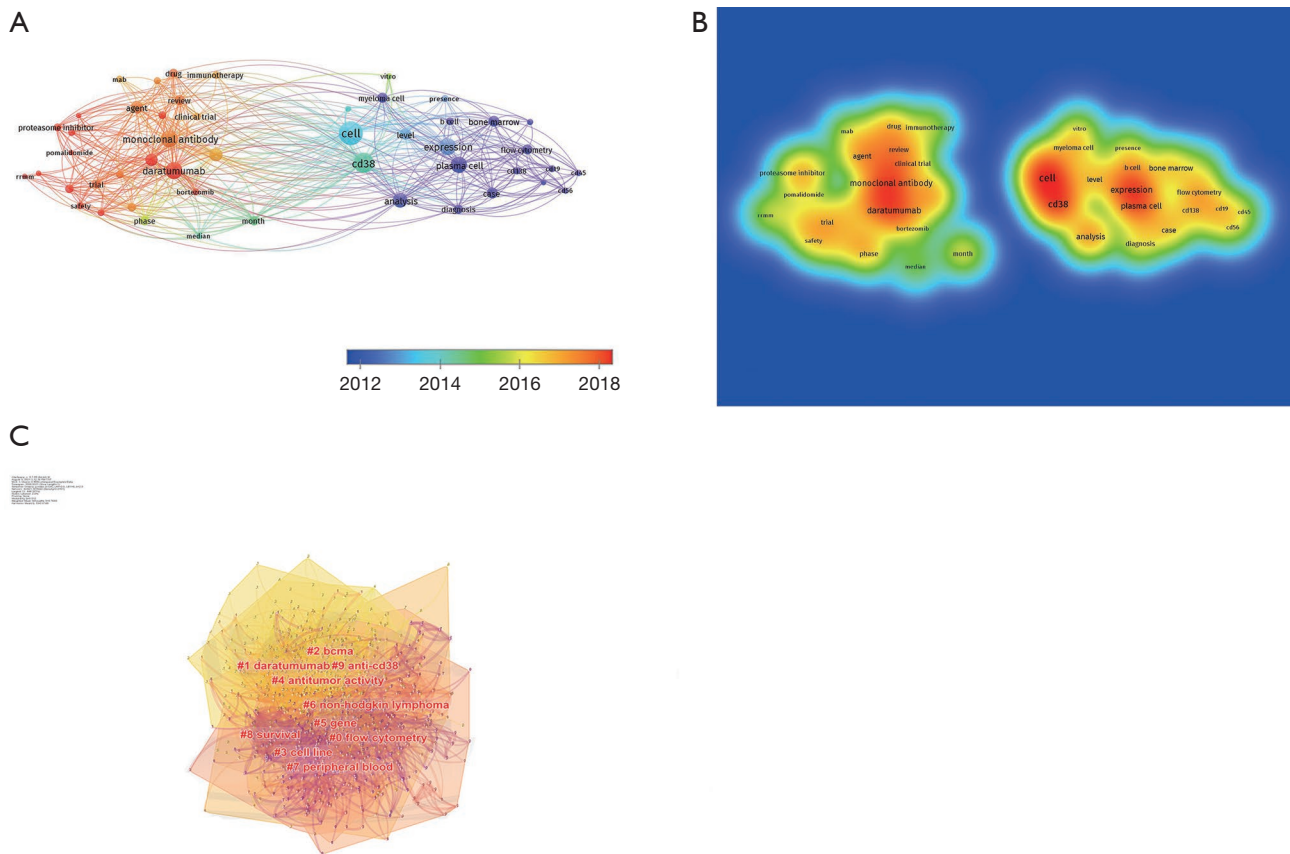 A
drug immunotherapy
mab
review
agent
clinical trial
proteasome inhibitor
monoclonal antibody
pomalidomide
daratumumab
rrmm
trial
bortezomib
safety
phase
month
median
vitro
myeloma cell
presence
b cell
bone marrow
cell
level
expression
flow cytometry
cd38
plasma cell
cd138
cd19
cd45
cd56
case
analysis
diagnosis
2012 2014 2016 2018
B
drug immunotherapy
mab
review
agent
clinical trial
proteasome inhibitor
monoclonal antibody
pomalidomide
daratumumab
rrmm
trial
bortezomib
safety
phase
month
median
vitro
myeloma cell
presence
b cell
bone marrow
cell
level
expression
flow cytometry
cd38
plasma cell
cd138
cd19
cd45
cd56
case
analysis
diagnosis
C
#2 bcma
#1 daratumumab #9 anti-cd38
#4 antitumor activity
#6 non-hodgkin lymphoma
#5 gene
#8 survival
#0 flow cytometry
#3 cell line
#7 peripheral blood